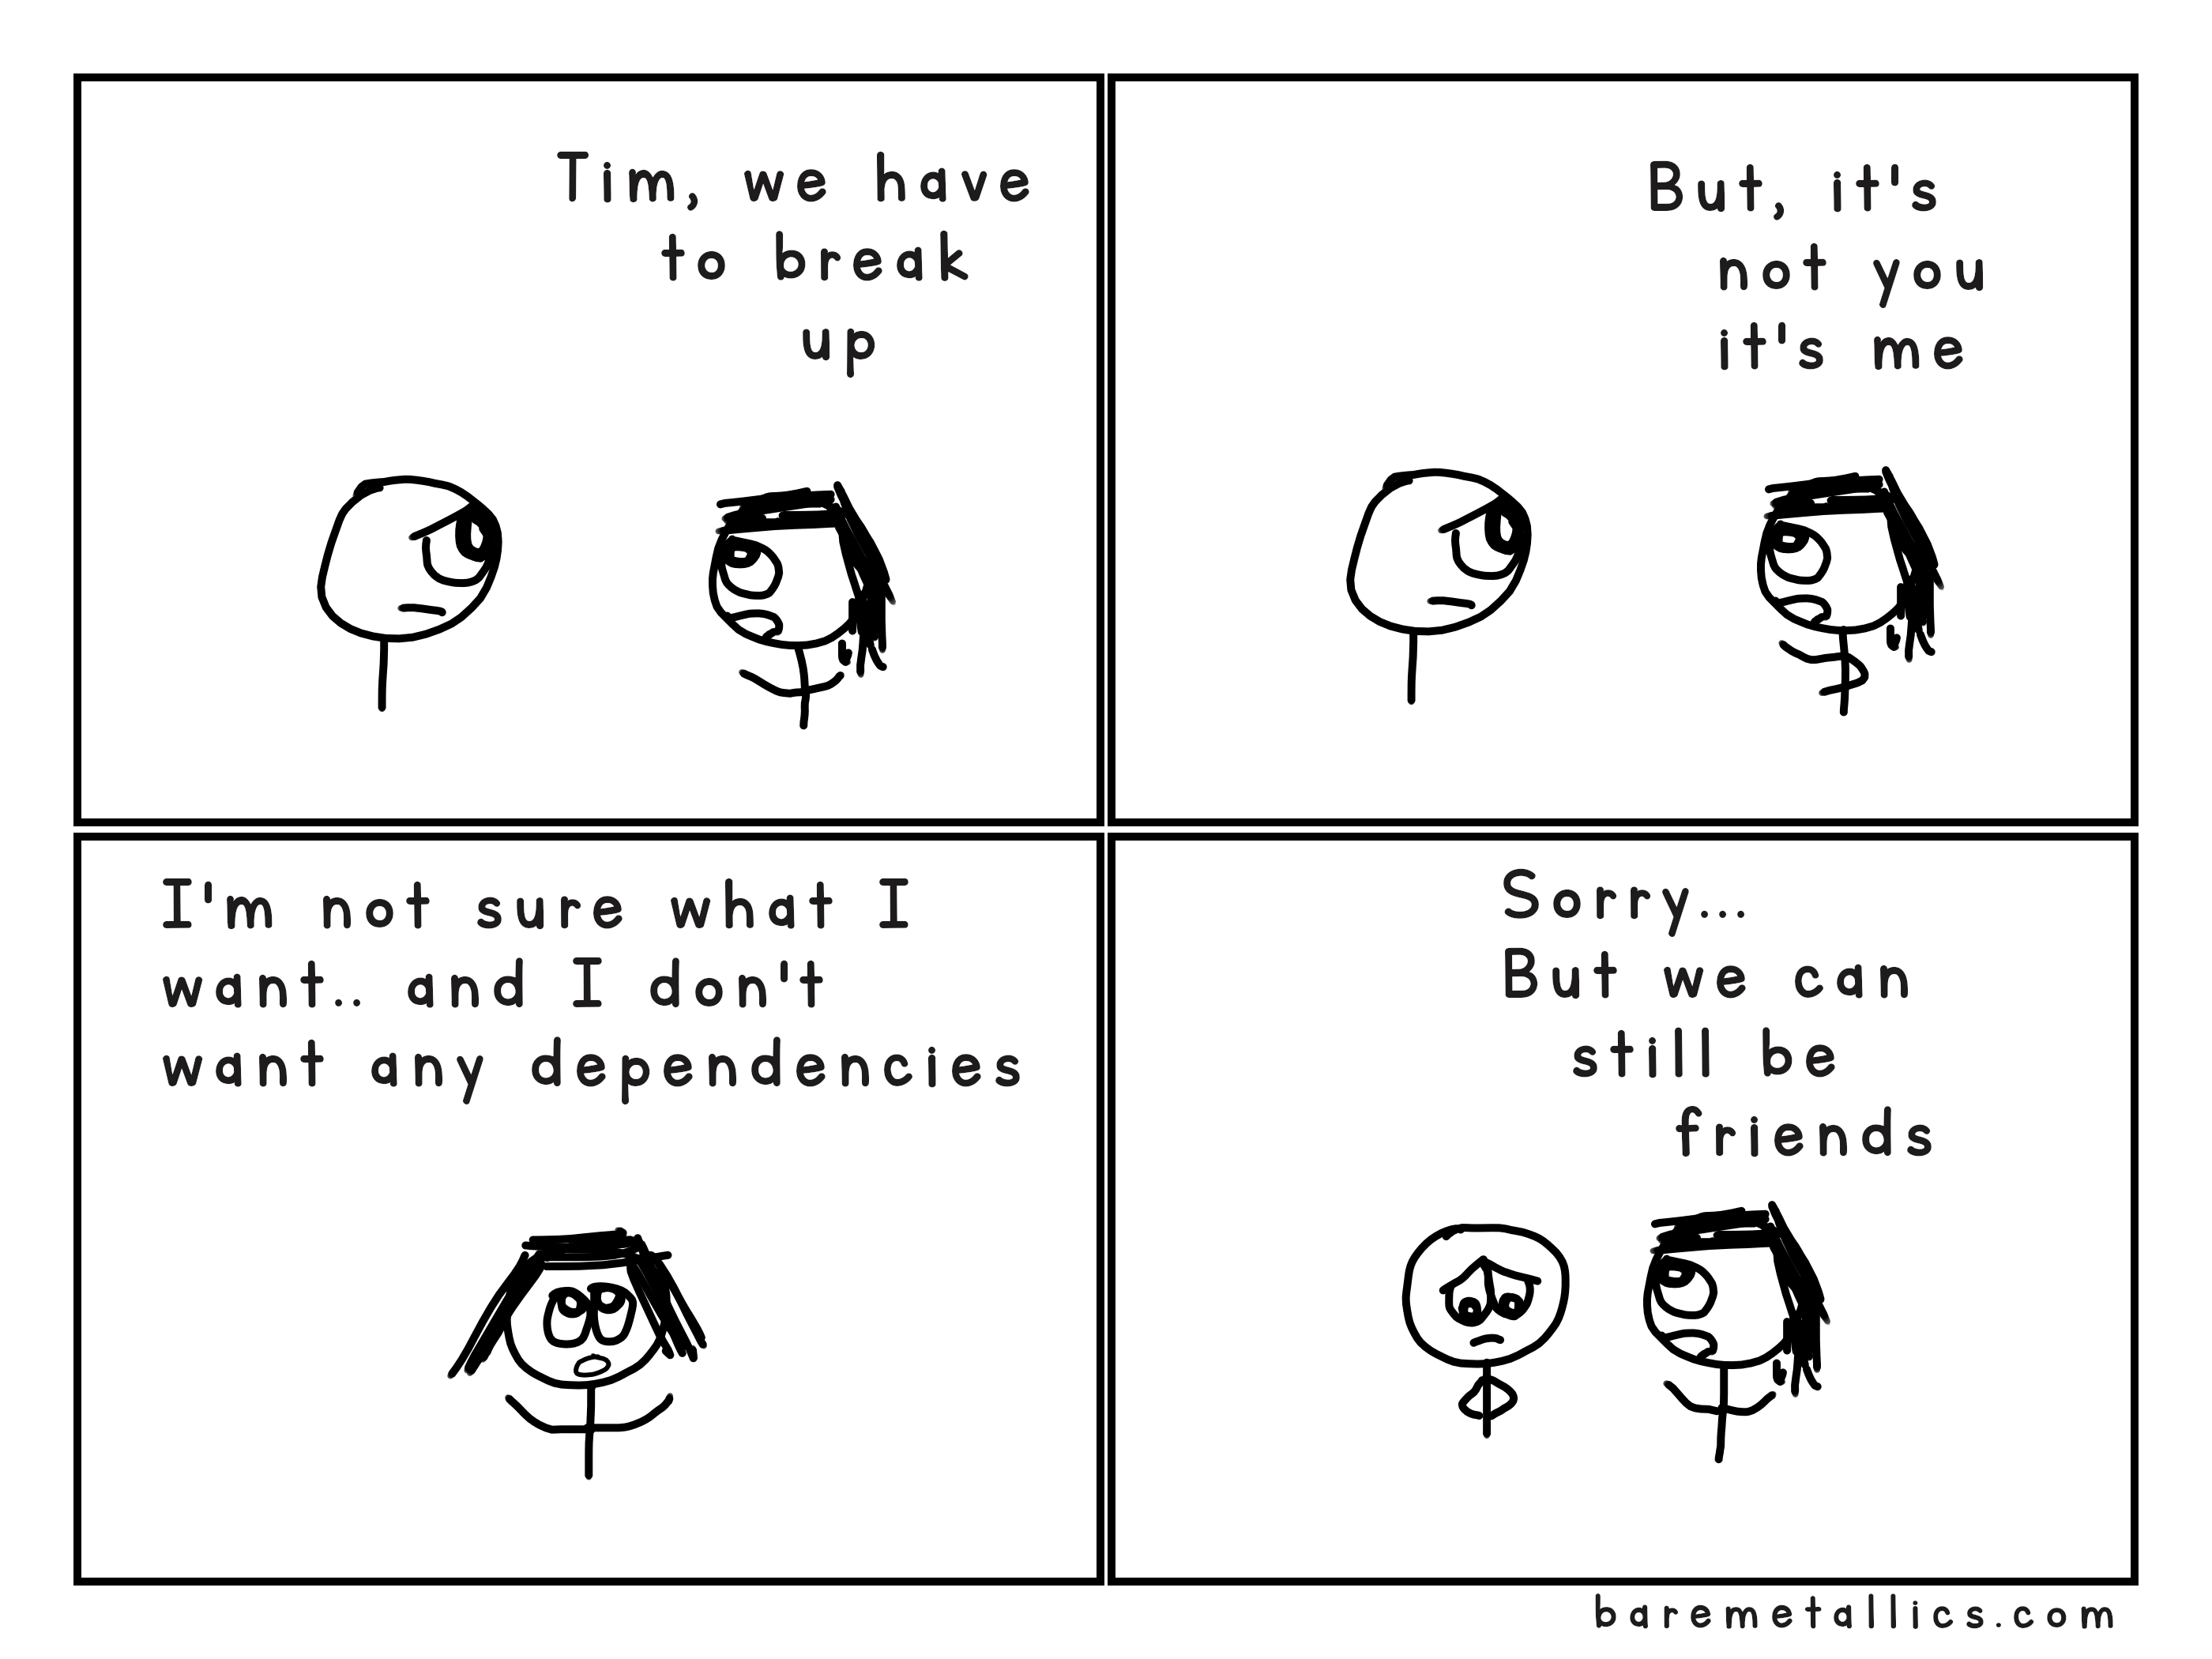 Tim, we have
to break
up
But, it's
not you
it's me
I'm not sure what I
want.. and I don't
want any dependencies
Sorry...
But we can
still be
friends
baremetallics.com